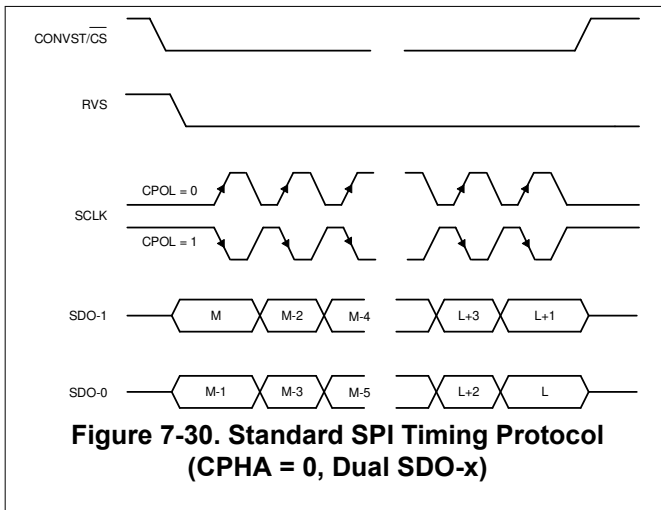 CONVST/CS
RVS
CPOL = 0
SCLK
CPOL = 1
SDO-1 M M-2 M-4 L+3 L+1
SDO-0 M-1 M-3 M-5 L+2 L
Figure 7-30. Standard SPI Timing Protocol
(CPHA = 0, Dual SDO-x)